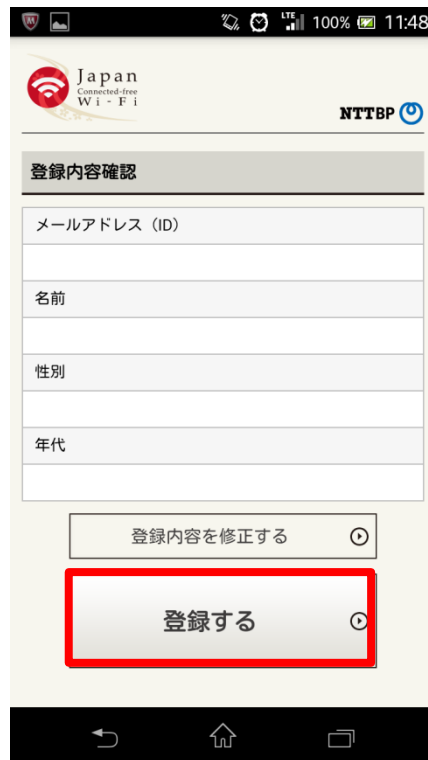 LTE 100% 11:48
Japan
Connected-free
Wi-Fi
NTTBP
登録内容確認
メールアドレス（ID）
名前
性別
年代
登録内容を修正する
登録する